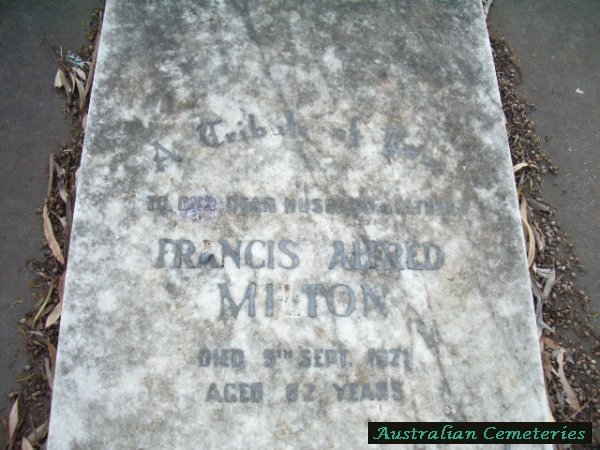 A Tribute of Love
TO OUR DEAR HUSBAND & FATHER
FRANCIS ALFRED
MILTON
DIED 9TH SEPT.
AGED 82 YEARS
Australian Cemeteries